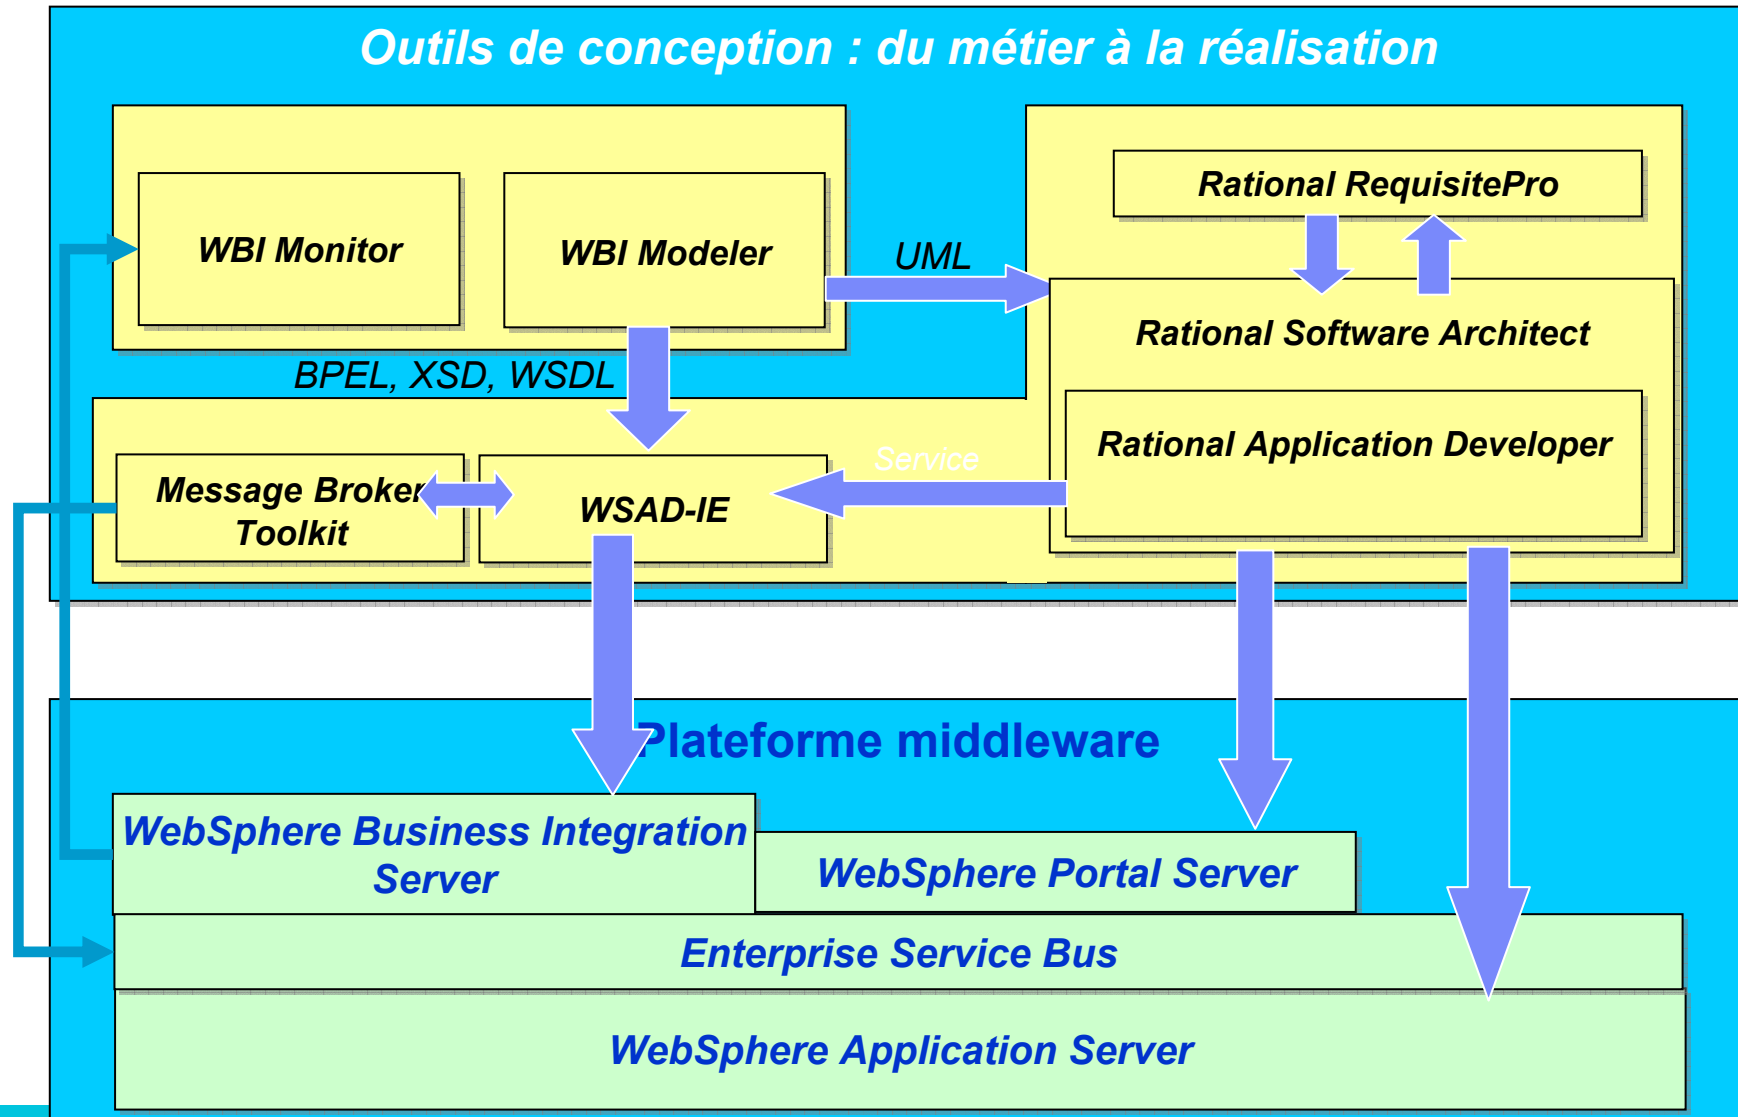 Outils de conception : du métier à la réalisation
Rational RequisitePro
WBI Monitor
WBI Modeler
UML
Rational Software Architect
BPEL, XSD, WSDL
Rational Application Developer
Service
Message Broker
Toolkit
WSAD-IE
Plateforme middleware
WebSphere Business Integration
Server
WebSphere Portal Server
Enterprise Service Bus
WebSphere Application Server